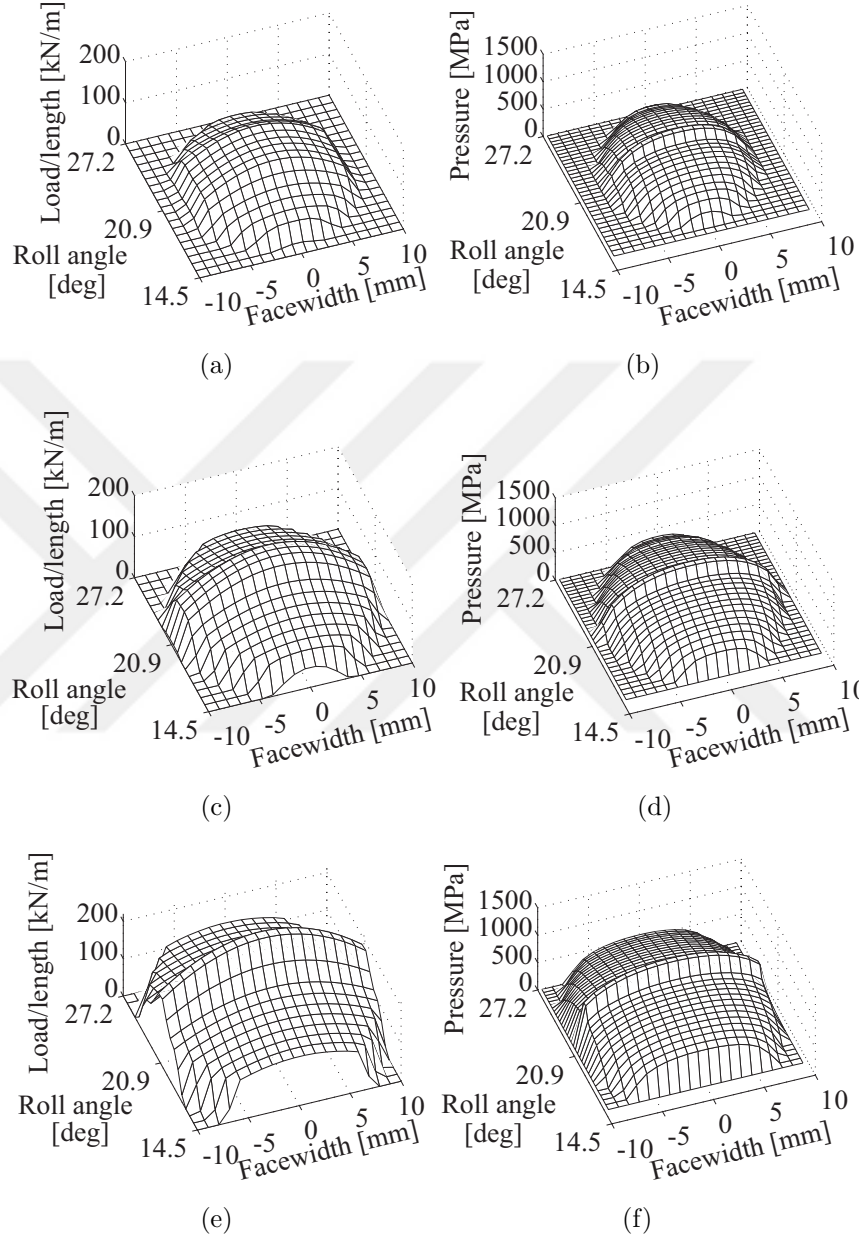 200
100
0
Load/length [kN/m]
27.2
20.9
14.5
Roll angle
[deg]
-10
-5
0
5
10
Facewidth [mm]
(a)
1500
1000
500
0
Pressure [MPa]
27.2
20.9
14.5
Roll angle
[deg]
-10
-5
0
5
10
Facewidth [mm]
(b)
200
100
0
Load/length [kN/m]
27.2
20.9
14.5
Roll angle
[deg]
-10
-5
0
5
10
Facewidth [mm]
(c)
1500
1000
500
0
Pressure [MPa]
27.2
20.9
14.5
Roll angle
[deg]
-10
-5
0
5
10
Facewidth [mm]
(d)
200
100
0
Load/length [kN/m]
27.2
20.9
14.5
Roll angle
[deg]
-10
-5
0
5
10
Facewidth [mm]
(e)
1500
1000
500
0
Pressure [MPa]
27.2
20.9
14.5
Roll angle
[deg]
-10
-5
0
5
10
Facewidth [mm]
(f)